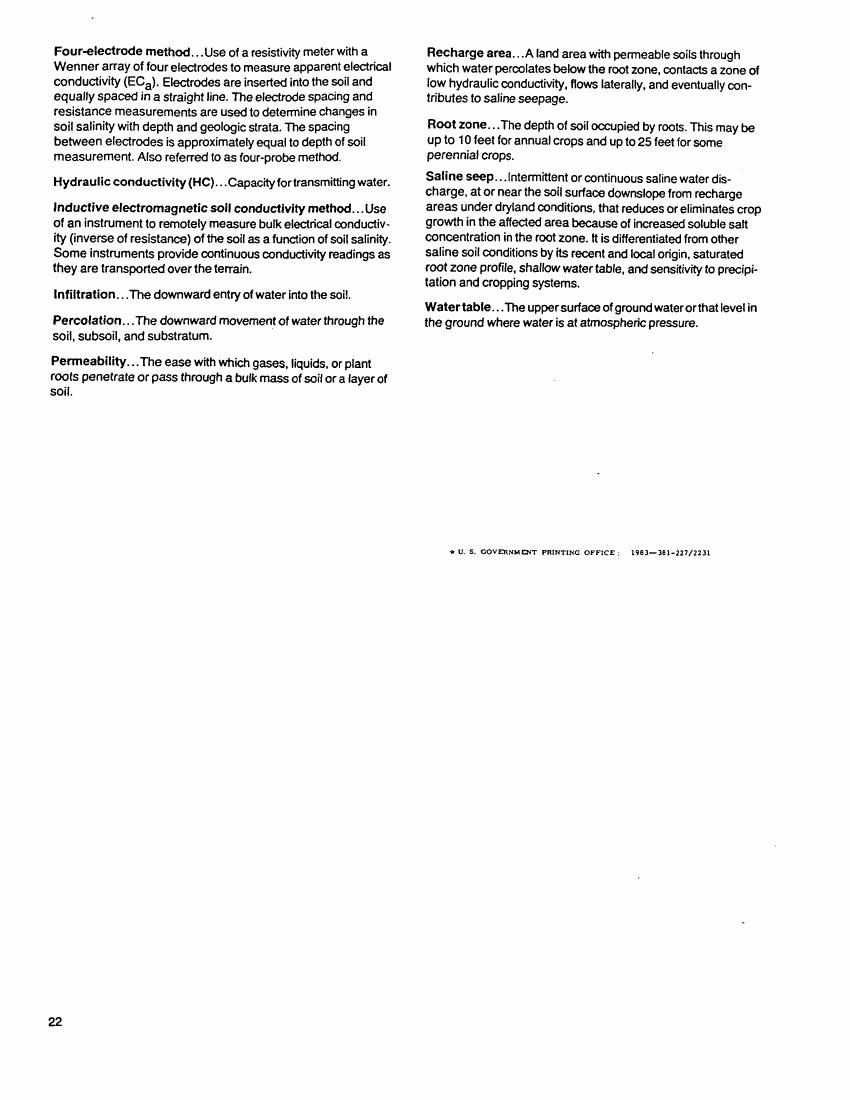 Four-electrode method...Use of a resistivity meter with a
Wenner array of four electrodes to measure apparent electrical
conductivity (ECa). Electrodes are inserted into the soil and
equally spaced in a straight line. The electrode spacing and
resistance measurements are used to determine changes in
soil salinity with depth and geologic strata. The spacing
between electrodes is approximately equal to depth of soil
measurement. Also referred to as four-probe method.
Hydraulic conductivity (HC)...Capacity for transmitting water.
Inductive electromagnetic soil conductivity method...Use
of an instrument to remotely measure bulk electrical conductiv-
ity (inverse of resistance) of the soil as a function of soil salinity.
Some instruments provide continuous conductivity readings as
they are transported over the terrain.
Infiltration...The downward entry of water into the soil.
Percolation...The downward movement of water through the
soil, subsoil, and substratum.
Permeability...The ease with which gases, liquids, or plant
roots penetrate or pass through a bulk mass of soil or a layer of
soil.
Recharge area...A land area with permeable soils through
which water percolates below the root zone, contacts a zone of
low hydraulic conductivity, flows laterally, and eventually con-
tributes to saline seepage.
Root zone...The depth of soil occupied by roots. This may be
up to 10 feet for annual crops and up to 25 feet for some
perennial crops.
Saline seep...Intermittent or continuous saline water dis-
charge, at or near the soil surface downslope from recharge
areas under dryland conditions, that reduces or eliminates crop
growth in the affected area because of increased soluble salt
concentration in the root zone. It is differentiated from other
saline soil conditions by its recent and local origin, saturated
root zone profile, shallow water table, and sensitivity to precipi-
tation and cropping systems.
Water table...The upper surface of ground water or that level in
the ground where water is at atmospheric pressure.
* U. S. GOVERNMENT PRINTING OFFICE: 1983—381-227/2231
22